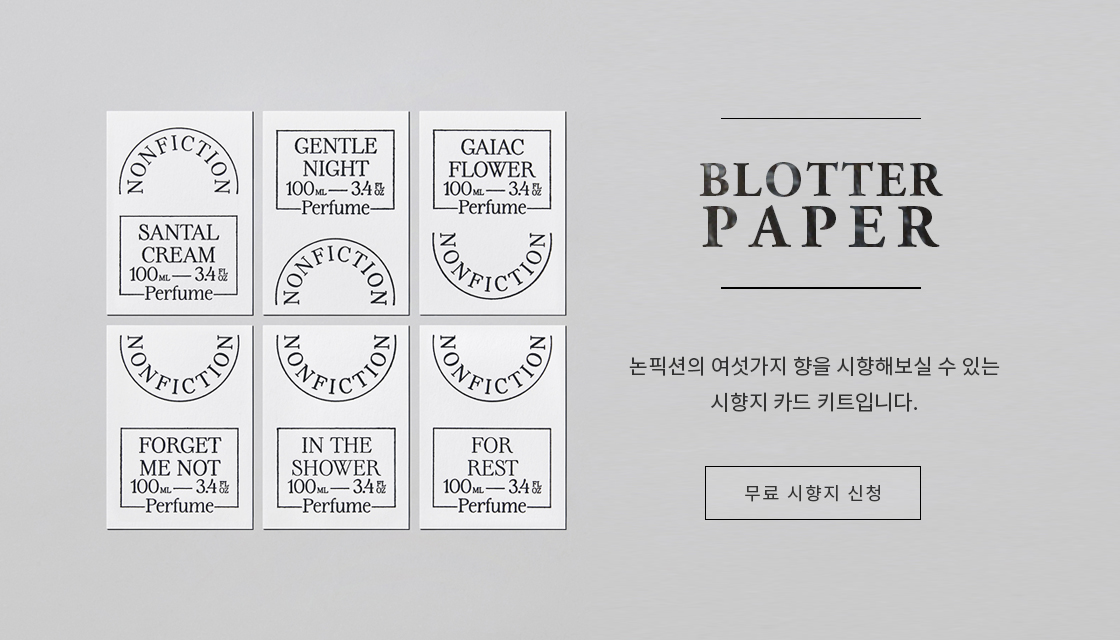 NONFICTION
SANTAL
CREAM
100ML — 3.4 FL OZ
Perfume
GENTLE
NIGHT
100ML — 3.4 FL OZ
Perfume
NONFICTION
GAIAC
FLOWER
100ML — 3.4 FL OZ
Perfume
NONFICTION
NONFICTION
FORGET
ME NOT
100ML — 3.4 FL OZ
Perfume
NONFICTION
IN THE
SHOWER
100ML — 3.4 FL OZ
Perfume
NONFICTION
FOR
REST
100ML — 3.4 FL OZ
Perfume
BLOTTER
PAPER
논픽션의 여섯가지 향을 시향해보실 수 있는
시향지 카드 키트입니다.
무료 시향지 신청